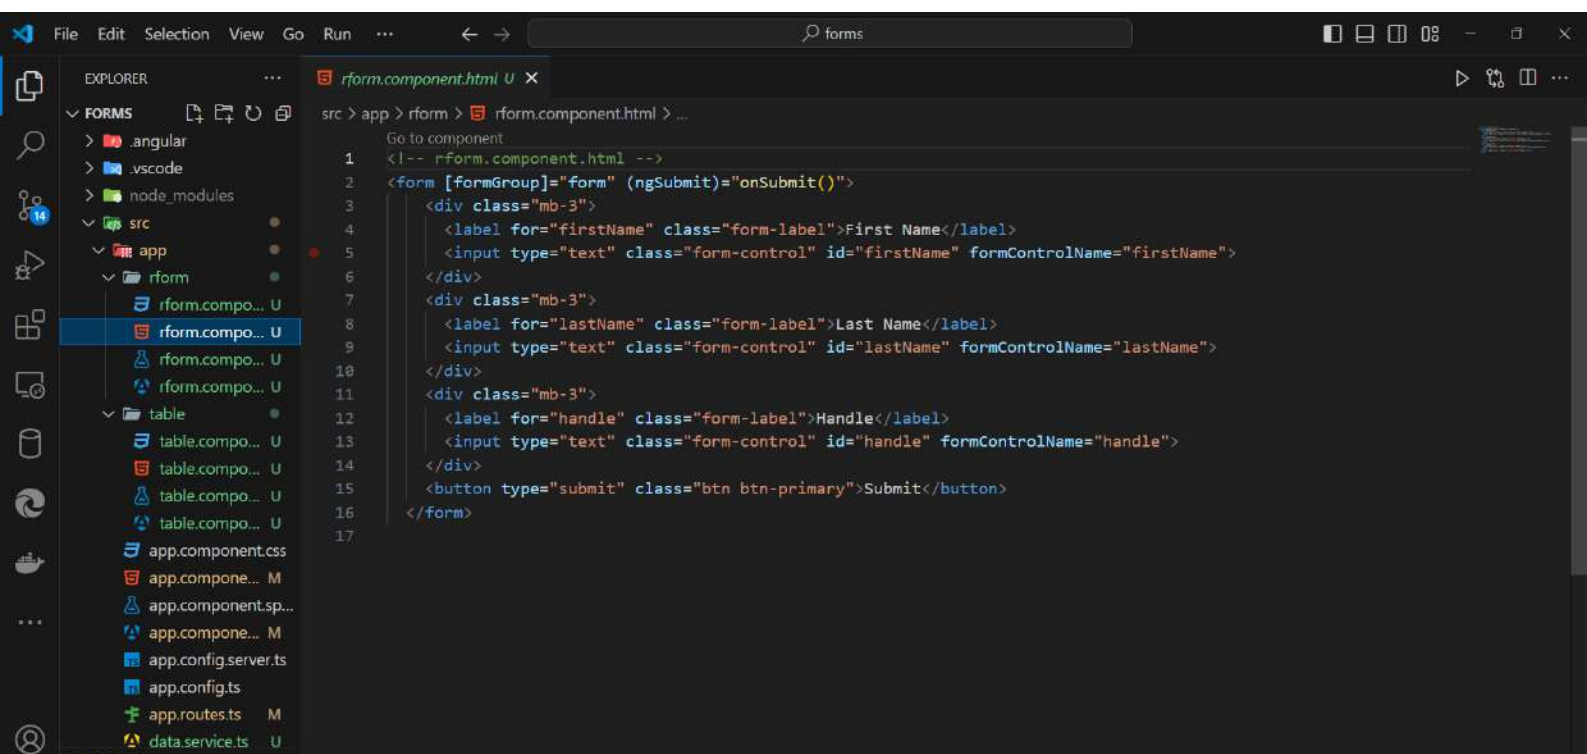 File Edit Selection View Go Run ··· forms
EXPLORER ···
FORMS
.angular
.vscode
node_modules
src
app
rform
rform.compo... U
rform.compo... U
rform.compo... U
rform.compo... U
table
table.compo... U
table.compo... U
table.compo... U
table.compo... U
app.component.css
app.compone... M
app.component.sp...
app.compone... M
app.config.server.ts
app.config.ts
app.routes.ts M
data.service.ts U
14
rform.component.html U
src > app > rform > rform.component.html > ...
Go to component
1 <!-- rform.component.html -->
2 <form [formGroup]="form" (ngSubmit)="onSubmit()">
3 <div class="mb-3">
4 <label for="firstName" class="form-label">First Name</label>
5 <input type="text" class="form-control" id="firstName" formControlName="firstName">
6 </div>
7 <div class="mb-3">
8 <label for="lastName" class="form-label">Last Name</label>
9 <input type="text" class="form-control" id="lastName" formControlName="lastName">
10 </div>
11 <div class="mb-3">
12 <label for="handle" class="form-label">Handle</label>
13 <input type="text" class="form-control" id="handle" formControlName="handle">
14 </div>
15 <button type="submit" class="btn btn-primary">Submit</button>
16 </form>
17